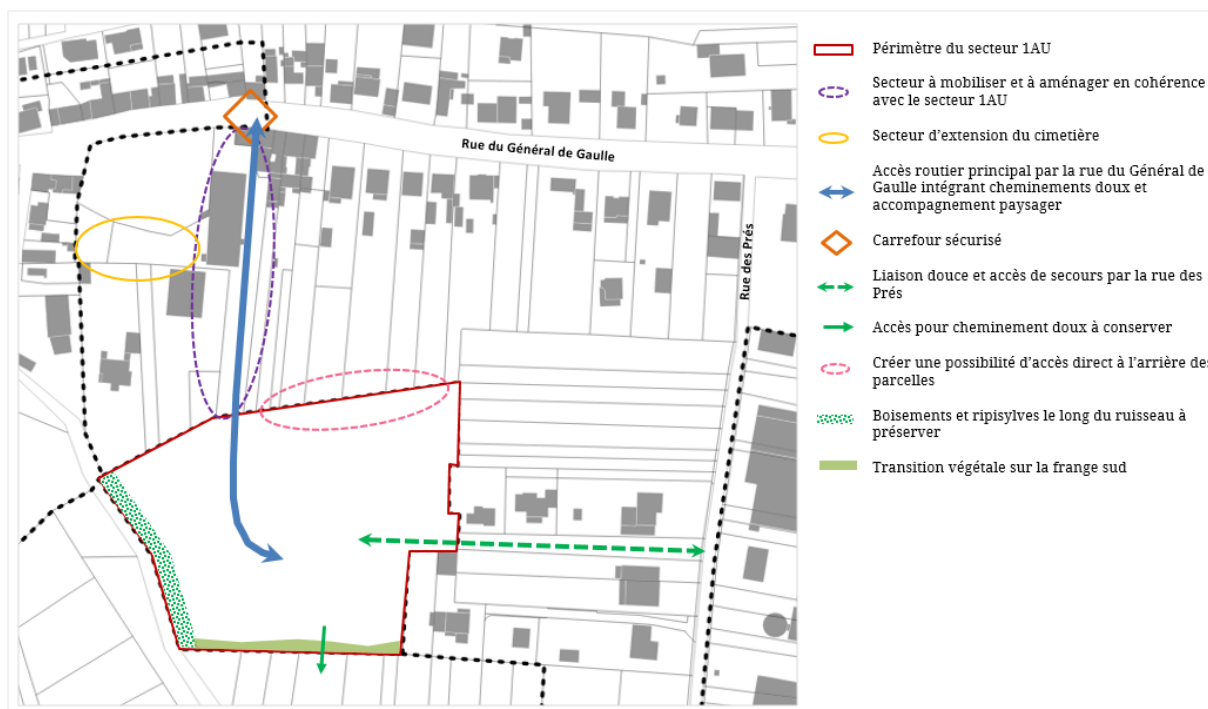 Rue du Général de Gaulle
Rue des Prés
Périmètre du secteur 1AU
Secteur à mobiliser et à aménager en cohérence
avec le secteur 1AU
Secteur d'extension du cimetière
Accès routier principal par la rue du Général de
Gaulle intégrant cheminements doux et
accompagnement paysager
Carrefour sécurisé
Liaison douce et accès de secours par la rue des
Prés
Accès pour cheminement doux à conserver
Créer une possibilité d'accès direct à l'arrière des
parcelles
Boisements et ripisylves le long du ruisseau à
préserver
Transition végétale sur la frange sud